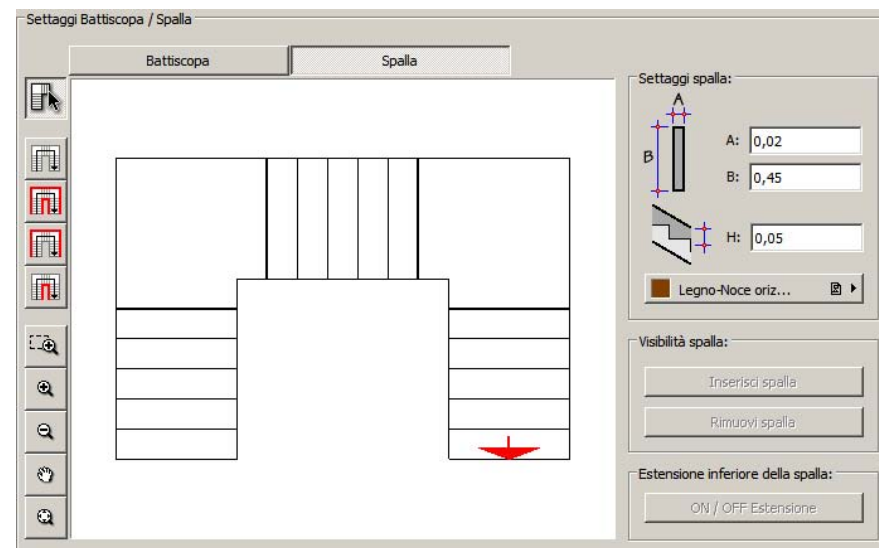 Settaggi Battiscopa / Spalla
Battiscopa
Spalla
Settaggi spalla:
A
B
A: 0,02
B: 0,45
H: 0,05
Legno-Noce oriz...
Visibilità spalla:
Inserisci spalla
Rimuovi spalla
Estensione inferiore della spalla:
ON / OFF Estensione